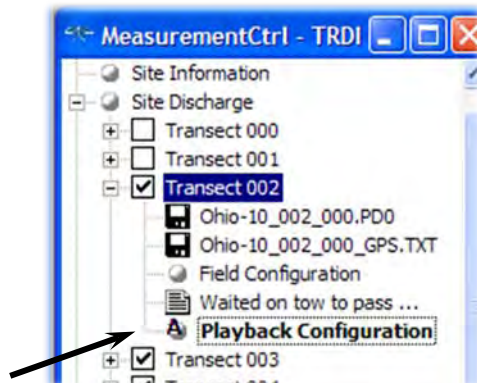 MeasurementCtrl - TRDI
Site Information
Site Discharge
Transect 000
Transect 001
Transect 002
Ohio-10_002_000.PD0
Ohio-10_002_000_GPS.TXT
Field Configuration
Waited on tow to pass ...
Playback Configuration
Transect 003